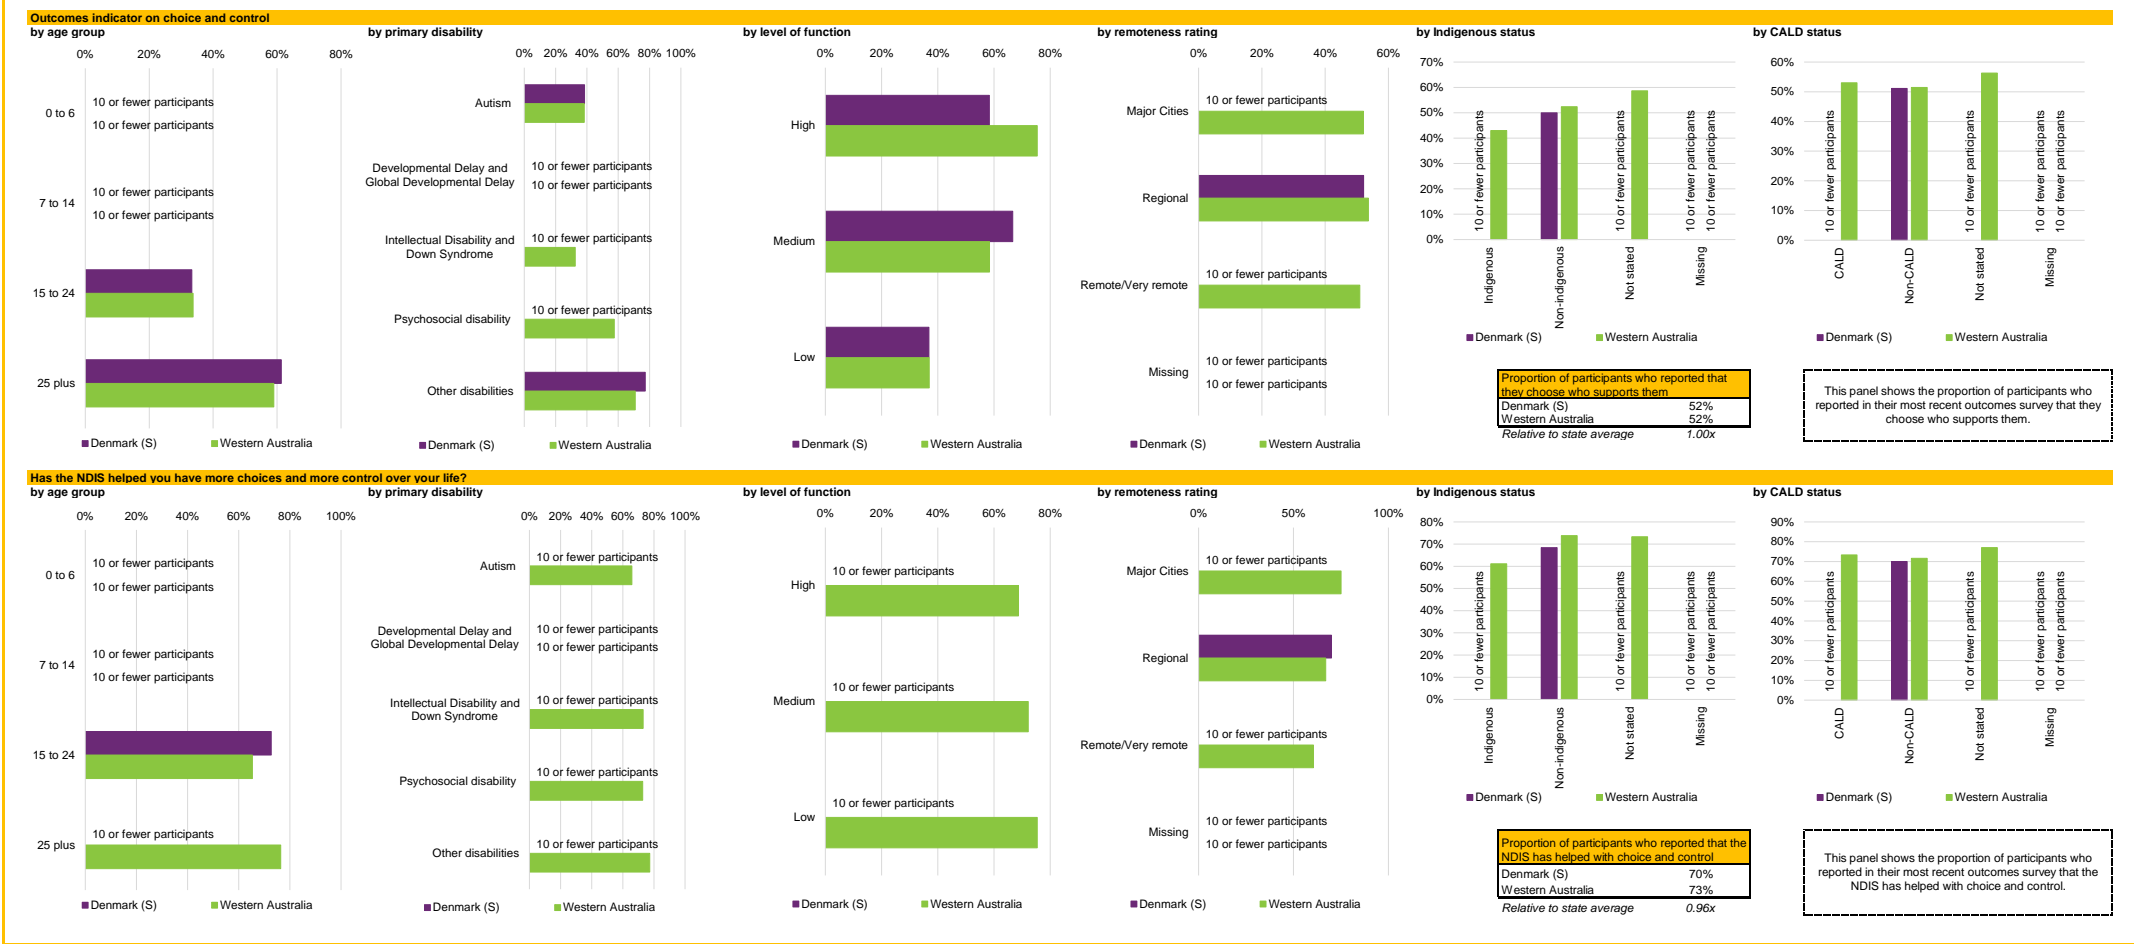 Outcomes indicator on choice and control
by age group
0% 20% 40% 60% 80%
0 to 6
10 or fewer participants
10 or fewer participants
7 to 14
10 or fewer participants
10 or fewer participants
15 to 24
25 plus
Denmark (S) Western Australia
by primary disability
0% 20% 40% 60% 80% 100%
Autism
Developmental Delay and
Global Developmental Delay
10 or fewer participants
10 or fewer participants
Intellectual Disability and
Down Syndrome
10 or fewer participants
Psychosocial disability
10 or fewer participants
Other disabilities
Denmark (S) Western Australia
by level of function
0% 20% 40% 60% 80%
High
Medium
Low
Denmark (S) Western Australia
by remoteness rating
0% 20% 40% 60%
Major Cities
10 or fewer participants
Regional
Remote/Very remote
10 or fewer participants
Missing
10 or fewer participants
10 or fewer participants
Denmark (S) Western Australia
by Indigenous status
70%
60%
50%
40%
30%
20%
10%
0%
10 or fewer participants
10 or fewer participants
10 or fewer participants
10 or fewer participants
Indigenous
Non-indigenous
Not stated
Missing
Denmark (S) Western Australia
by CALD status
60%
50%
40%
30%
20%
10%
0%
10 or fewer participants
10 or fewer participants
10 or fewer participants
10 or fewer participants
CALD
Non-CALD
Not stated
Missing
Denmark (S) Western Australia
Proportion of participants who reported that
they choose who supports them
Denmark (S) 52%
Western Australia 52%
Relative to state average 1.00x
This panel shows the proportion of participants who
reported in their most recent outcomes survey that they
choose who supports them.
Has the NDIS helped you have more choices and more control over your life?
by age group
0% 20% 40% 60% 80% 100%
0 to 6
10 or fewer participants
10 or fewer participants
7 to 14
10 or fewer participants
10 or fewer participants
15 to 24
25 plus
10 or fewer participants
Denmark (S) Western Australia
by primary disability
0% 20% 40% 60% 80% 100%
Autism
10 or fewer participants
Developmental Delay and
Global Developmental Delay
10 or fewer participants
10 or fewer participants
Intellectual Disability and
Down Syndrome
10 or fewer participants
Psychosocial disability
10 or fewer participants
Other disabilities
10 or fewer participants
Denmark (S) Western Australia
by level of function
0% 20% 40% 60% 80%
High
10 or fewer participants
Medium
10 or fewer participants
Low
10 or fewer participants
Denmark (S) Western Australia
by remoteness rating
0% 50% 100%
Major Cities
10 or fewer participants
Regional
Remote/Very remote
10 or fewer participants
Missing
10 or fewer participants
10 or fewer participants
Denmark (S) Western Australia
by Indigenous status
80%
70%
60%
50%
40%
30%
20%
10%
0%
10 or fewer participants
10 or fewer participants
10 or fewer participants
10 or fewer participants
Indigenous
Non-indigenous
Not stated
Missing
Denmark (S) Western Australia
by CALD status
90%
80%
70%
60%
50%
40%
30%
20%
10%
0%
10 or fewer participants
10 or fewer participants
10 or fewer participants
10 or fewer participants
CALD
Non-CALD
Not stated
Missing
Denmark (S) Western Australia
Proportion of participants who reported that the
NDIS has helped with choice and control
Denmark (S) 70%
Western Australia 73%
Relative to state average 0.96x
This panel shows the proportion of participants who
reported in their most recent outcomes survey that the
NDIS has helped with choice and control.